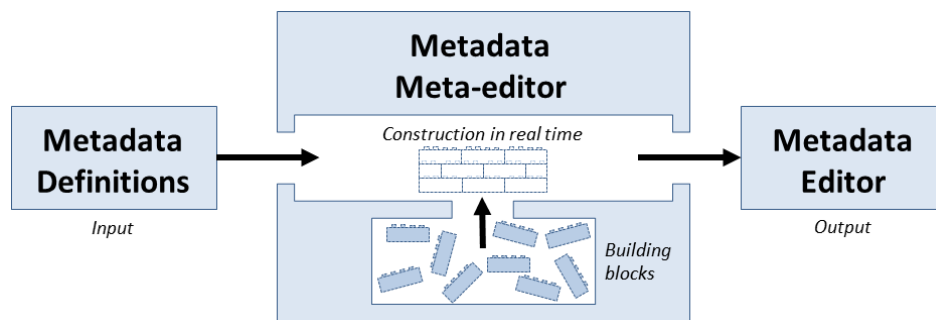 Metadata
Meta-editor
Construction in real time
Metadata
Definitions
Input
Metadata
Editor
Output
Building
blocks